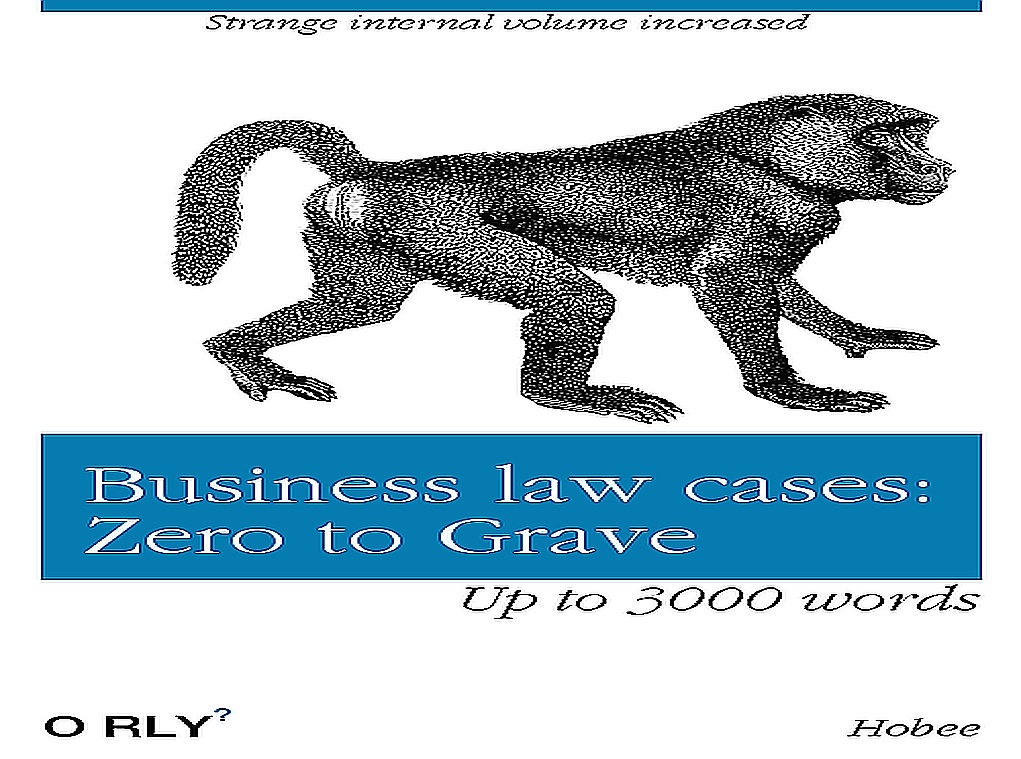 Strange internal volume increased
Business law cases:
Zero to Grave
Up to 3000 words
O RLY?
Hobee